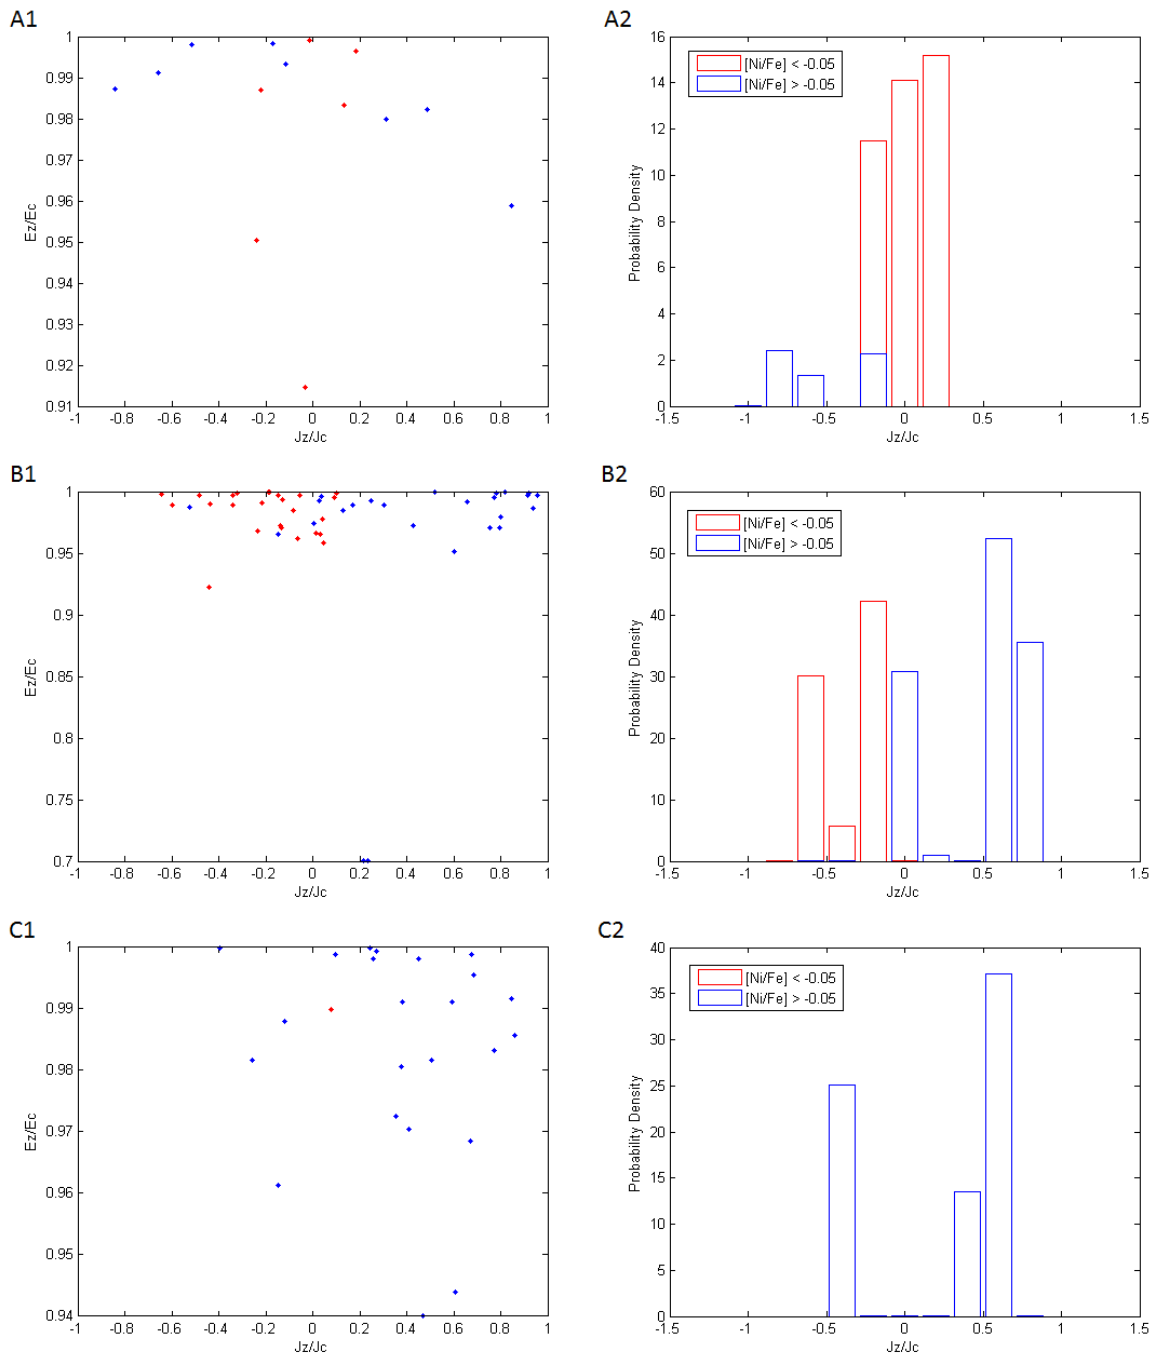 A1
1
0.99
0.98
0.97
0.96
0.95
0.94
0.93
0.92
0.91
Ez/Ec
-1 -0.8 -0.6 -0.4 -0.2 0 0.2 0.4 0.6 0.8 1
Jz/Jc
A2
16
14
12
10
8
6
4
2
0
Probability Density
[Ni/Fe] < -0.05
[Ni/Fe] > -0.05
-1.5 -1 -0.5 0 0.5 1 1.5
Jz/Jc
B1
1
0.95
0.9
0.85
0.8
0.75
0.7
Ez/Ec
-1 -0.8 -0.6 -0.4 -0.2 0 0.2 0.4 0.6 0.8 1
Jz/Jc
B2
60
50
40
30
20
10
0
Probability Density
[Ni/Fe] < -0.05
[Ni/Fe] > -0.05
-1.5 -1 -0.5 0 0.5 1 1.5
Jz/Jc
C1
1
0.99
0.98
0.97
0.96
0.95
0.94
Ez/Ec
-1 -0.8 -0.6 -0.4 -0.2 0 0.2 0.4 0.6 0.8 1
Jz/Jc
C2
40
35
30
25
20
15
10
5
0
Probability Density
[Ni/Fe] < -0.05
[Ni/Fe] > -0.05
-1.5 -1 -0.5 0 0.5 1 1.5
Jz/Jc